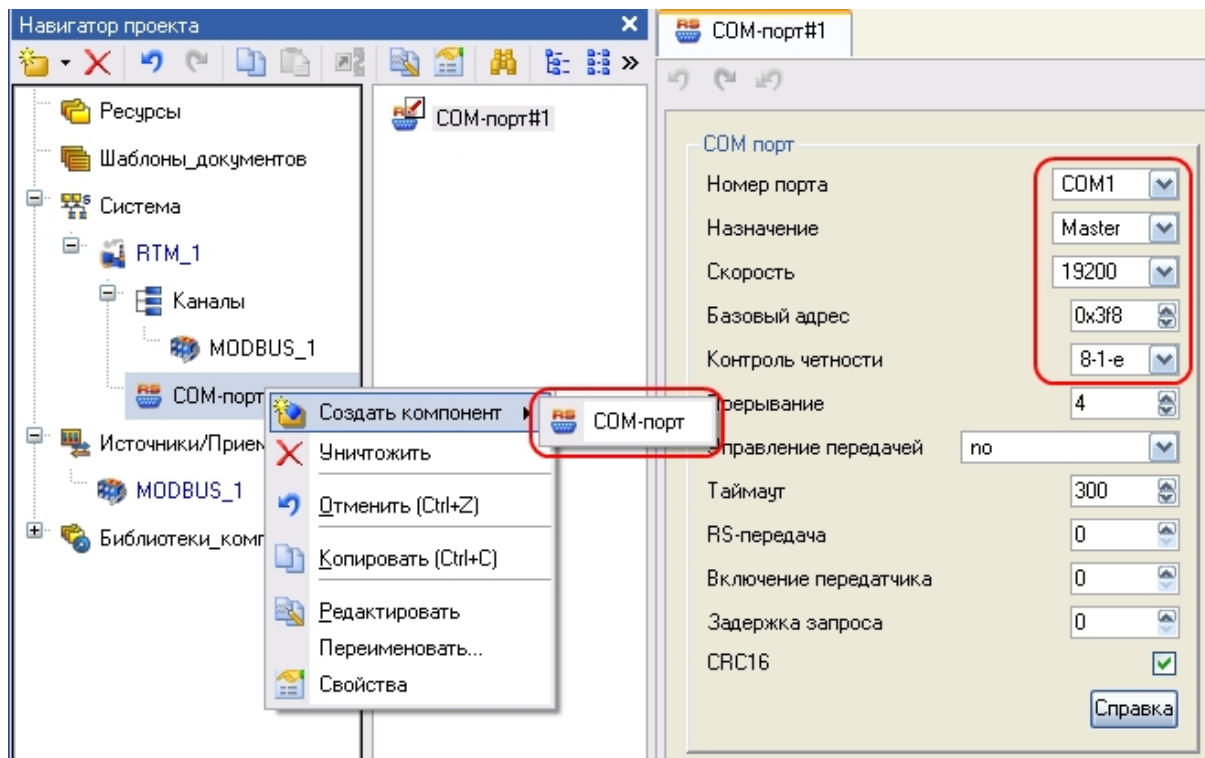 Навигатор проекта
Ресурсы
Шаблоны_документов
Система
RTM_1
Каналы
MODBUS_1
COM-порт
Источники/Прием
MODBUS_1
Библиотеки_комп
COM-порт#1
Создать компонент
COM-порт
Уничтожить
Отменить (Ctrl+Z)
Копировать (Ctrl+C)
Редактировать
Переименовать...
Свойства
COM-порт#1
COM порт
Номер порта COM1
Назначение Master
Скорость 19200
Базовый адрес 0x3f8
Контроль четности 8-1-e
Прерывание 4
Управление передачей no
Таймаут 300
RS-передача 0
Включение передатчика 0
Задержка запроса 0
CRC16
Справка